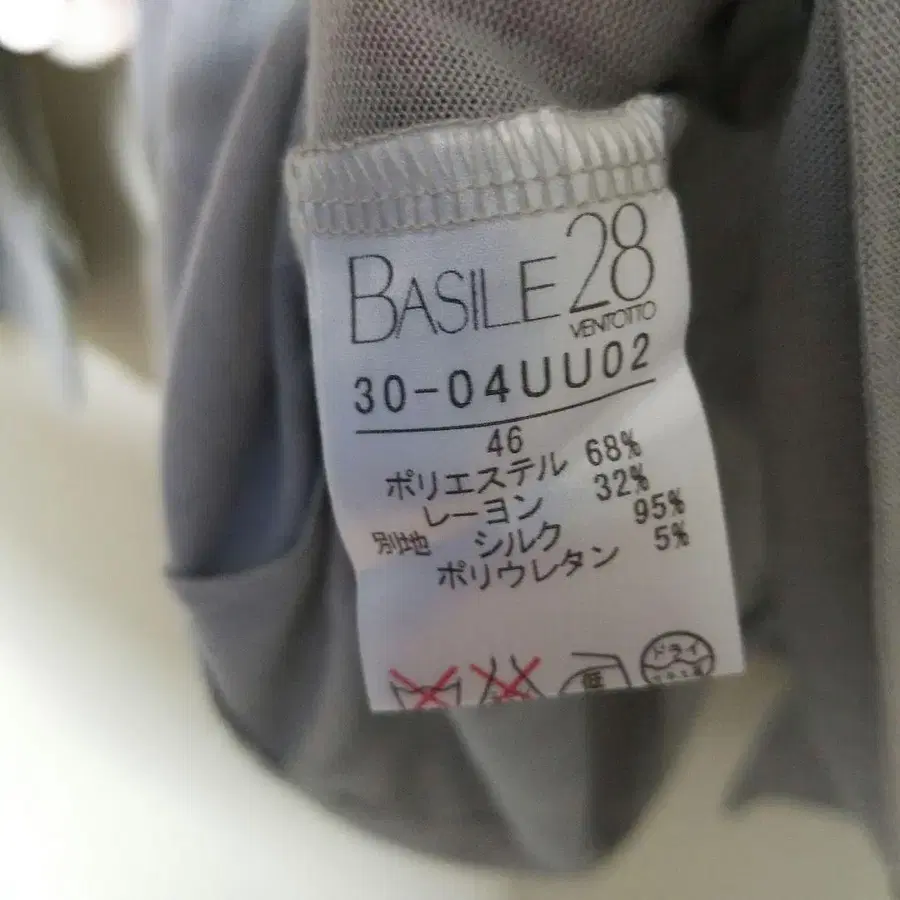 BASILE 28
VENTOTTO
30-04UU02
46
ポリエステル 68%
レーヨン 32%
別地 シルク 95%
ポリウレタン 5%
低
ドライ